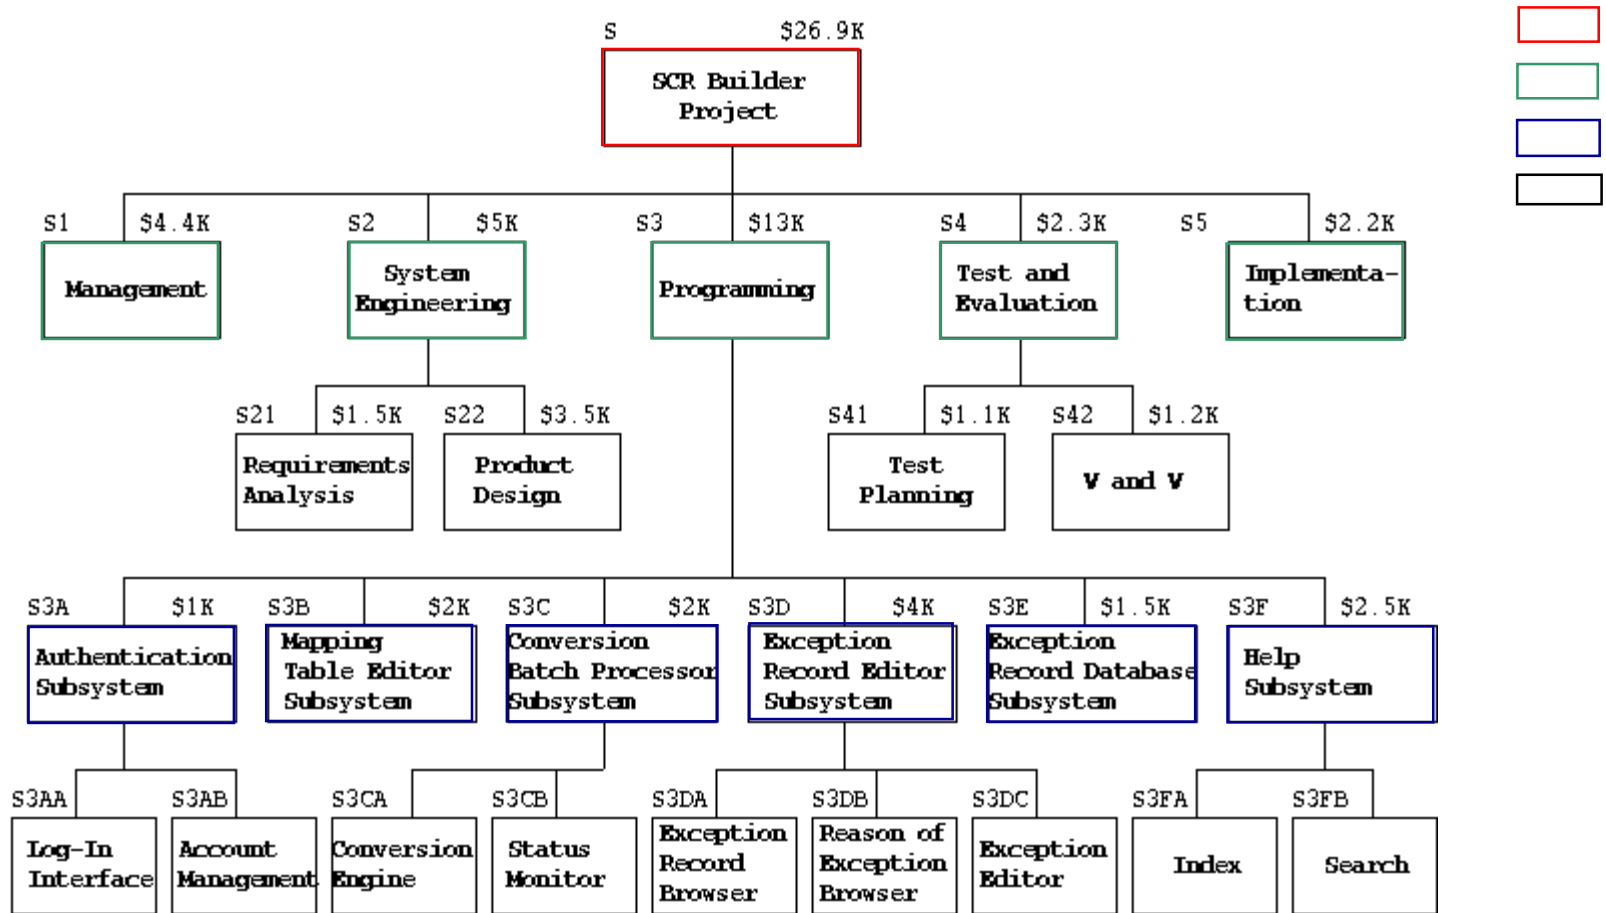 S $26.9K
SCR Builder
Project
S1 $4.4K S2 $5K S3 $13K S4 $2.3K S5 $2.2K
Management
System
Engineering
Programming
Test and
Evaluation
Implementa-
tion
S21 $1.5K S22 $3.5K S41 $1.1K S42 $1.2K
Requirements
Analysis
Product
Design
Test
Planning
V and V
S3A $1K S3B $2K S3C $2K S3D $4K S3E $1.5K S3F $2.5K
Authentication
Subsystem
Mapping
Table Editor
Subsystem
Conversion
Batch Processor
Subsystem
Exception
Record Editor
Subsystem
Exception
Record Database
Subsystem
Help
Subsystem
S3AA S3AB S3CA S3CB S3DA S3DB S3DC S3FA S3FB
Log-In
Interface
Account
Management
Conversion
Engine
Status
Monitor
Exception
Record
Browser
Reason of
Exception
Browser
Exception
Editor
Index
Search